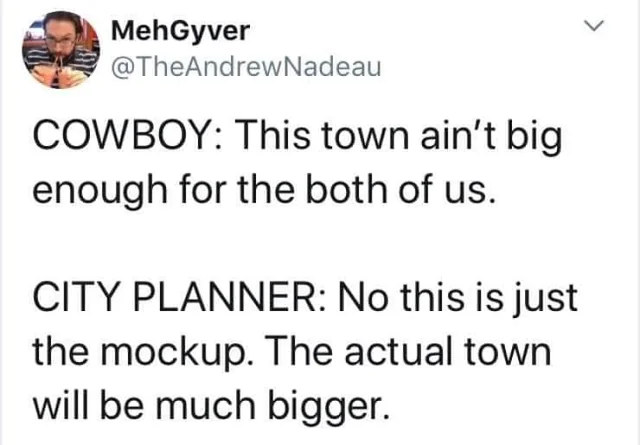 MehGyver
@TheAndrewNadeau
COWBOY: This town ain’t big
enough for the both of us.
CITY PLANNER: No this is just
the mockup. The actual town
will be much bigger.